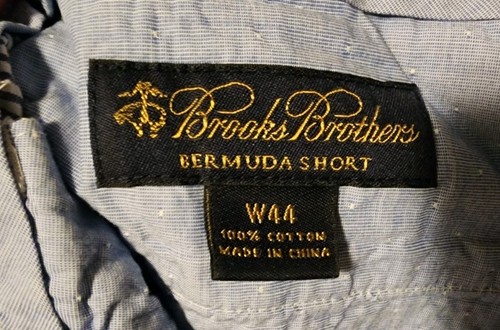 Brooks Brothers
BERMUDA SHORT
W44
100% COTTON
MADE IN CHINA